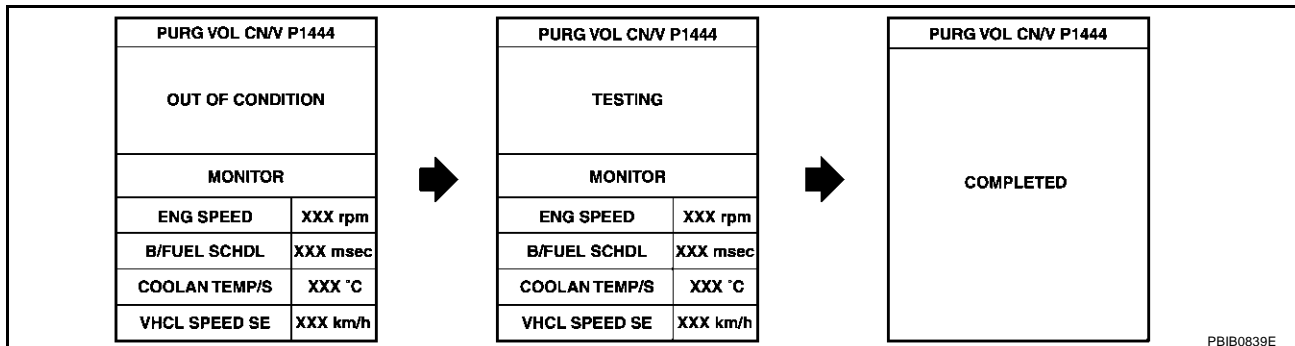 PURG VOL CN/V P1444
OUT OF CONDITION
MONITOR
ENG SPEED XXX rpm
B/FUEL SCHDL XXX msec
COOLAN TEMP/S XXX °C
VHCL SPEED SE XXX km/h
PURG VOL CN/V P1444
TESTING
MONITOR
ENG SPEED XXX rpm
B/FUEL SCHDL XXX msec
COOLAN TEMP/S XXX °C
VHCL SPEED SE XXX km/h
PURG VOL CN/V P1444
COMPLETED
PBIB0839E